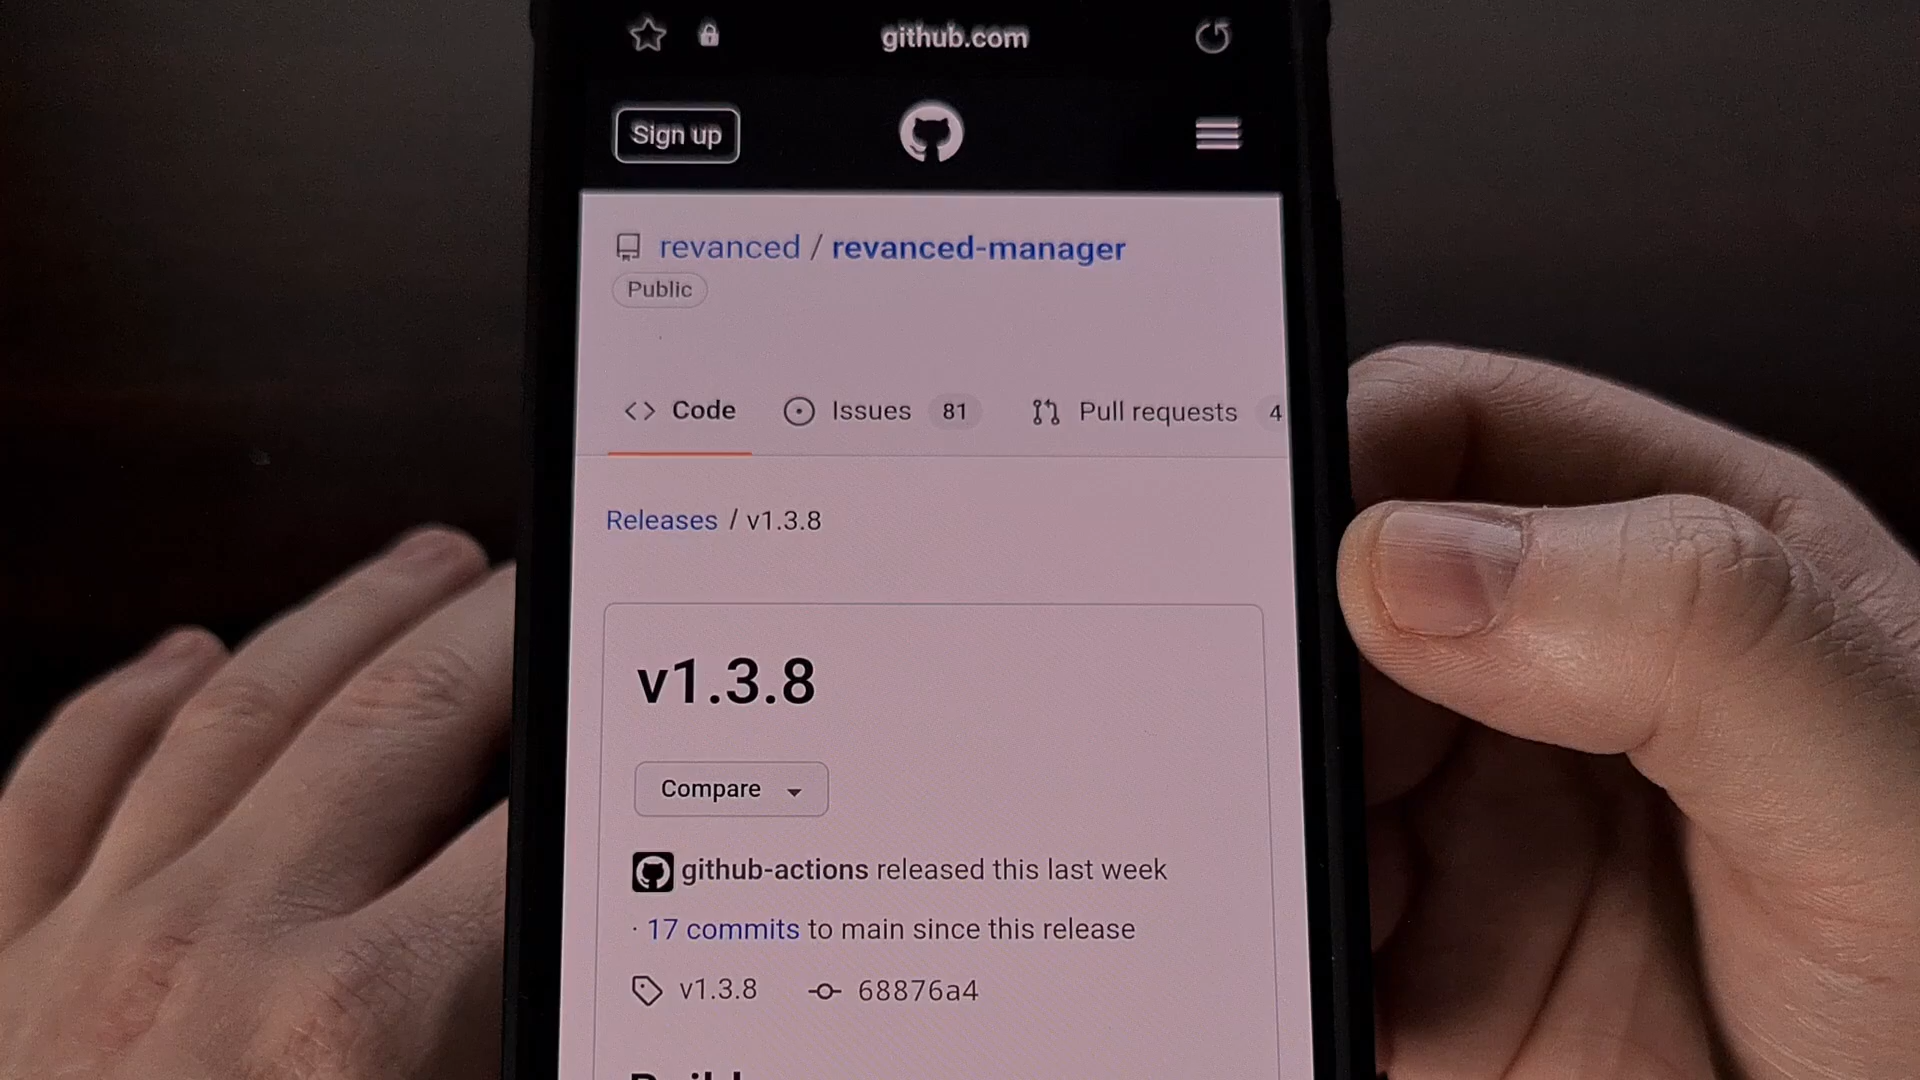 github.com
Sign up
revanced / revanced-manager
Public
Code Issues 81 Pull requests 4
Releases / v1.3.8
v1.3.8
Compare
github-actions released this last week
· 17 commits to main since this release
v1.3.8 68876a4